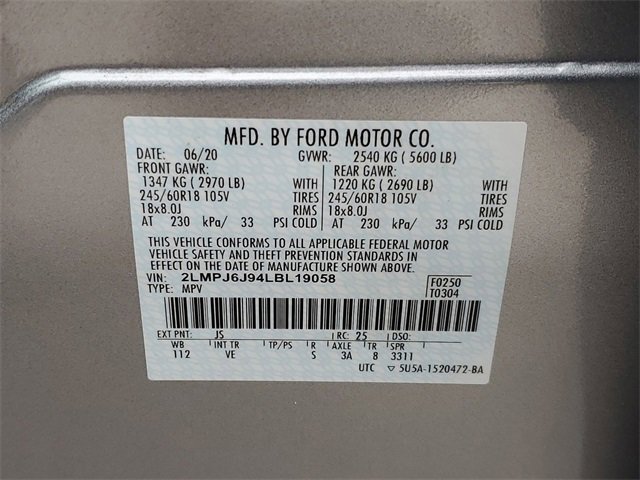 MFD. BY FORD MOTOR CO.
DATE: 06/20 GVWR: 2540 KG ( 5600 LB)
FRONT GAWR: REAR GAWR:
1347 KG ( 2970 LB) WITH 1220 KG ( 2690 LB) WITH
245/60R18 105V TIRES 245/60R18 105V TIRES
18x8.0J RIMS 18x8.0J RIMS
AT 230 kPa/ 33 PSI COLD AT 230 kPa/ 33 PSI COLD
THIS VEHICLE CONFORMS TO ALL APPLICABLE FEDERAL MOTOR
VEHICLE SAFETY AND THEFT PREVENTION STANDARDS IN
EFFECT ON THE DATE OF MANUFACTURE SHOWN ABOVE.
VIN: 2LMPJ6J94LBL19058 F0250
TYPE: MPV T0304
EXT PNT: JS RC: 25 DSO:
WB INT TR TP/PS R AXLE TR SPR
112 VE S 3A 8 3311
UTC ▽ 5U5A-1520472-BA